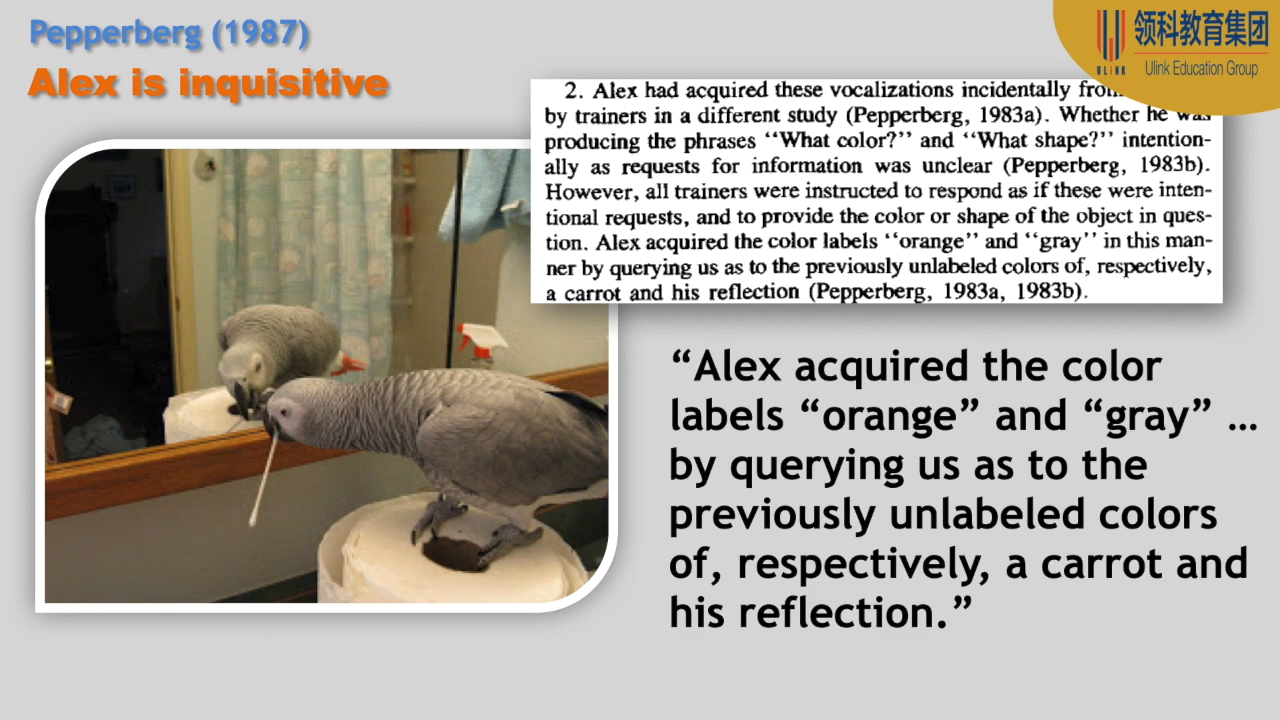 Pepperberg (1987)
Alex is inquisitive
领科教育集团
ULINK
Ulink Education Group
2. Alex had acquired these vocalizations incidentally
by trainers in a different study (Pepperberg, 1983a). Whether he was
producing the phrases ‘‘What color?’’ and ‘‘What shape?’’ intention-
ally as requests for information was unclear (Pepperberg, 1983b).
However, all trainers were instructed to respond as if these were inten-
tional requests, and to provide the color or shape of the object in ques-
tion. Alex acquired the color labels ‘‘orange’’ and ‘‘gray’’ in this man-
ner by querying us as to the previously unlabeled colors of, respectively,
a carrot and his reflection (Pepperberg, 1983a, 1983b).
“Alex acquired the color
labels “orange” and “gray” …
by querying us as to the
previously unlabeled colors
of, respectively, a carrot and
his reflection.”